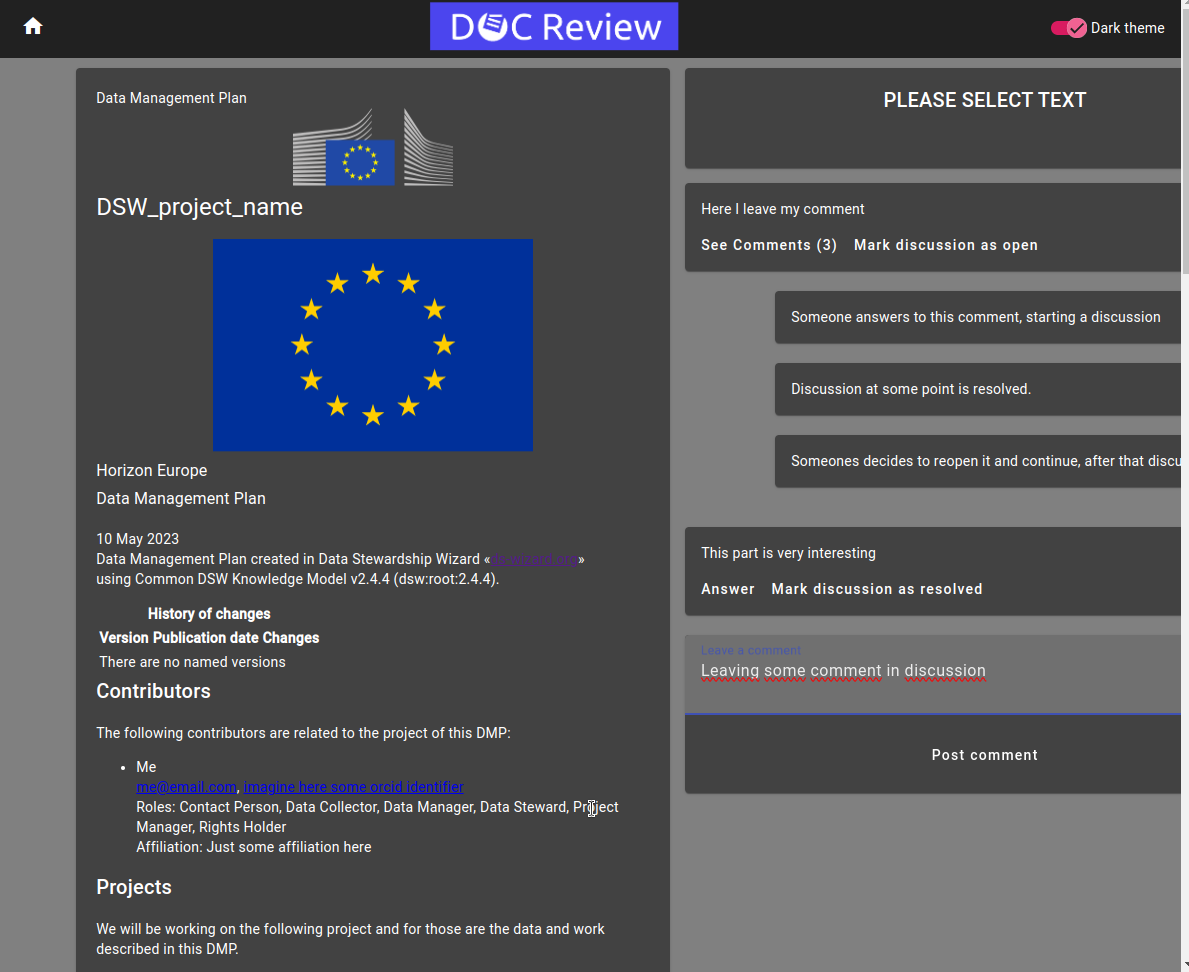 DOC Review
Dark theme
Data Management Plan
DSW_project_name
Horizon Europe
Data Management Plan
10 May 2023
Data Management Plan created in Data Stewardship Wizard «ds-wizard.org»
using Common DSW Knowledge Model v2.4.4 (dsw:root:2.4.4).
History of changes
Version Publication date Changes
There are no named versions
Contributors
The following contributors are related to the project of this DMP:
• Me
me@email.com, imagine here some orcid identifier
Roles: Contact Person, Data Collector, Data Manager, Data Steward, Project
Manager, Rights Holder
Affiliation: Just some affiliation here
Projects
We will be working on the following project and for those are the data and work
described in this DMP.
PLEASE SELECT TEXT
Here I leave my comment
See Comments (3) Mark discussion as open
Someone answers to this comment, starting a discussion
Discussion at some point is resolved.
Someones decides to reopen it and continue, after that discu
This part is very interesting
Answer Mark discussion as resolved
Leave a comment
Leaving some comment in discussion
Post comment